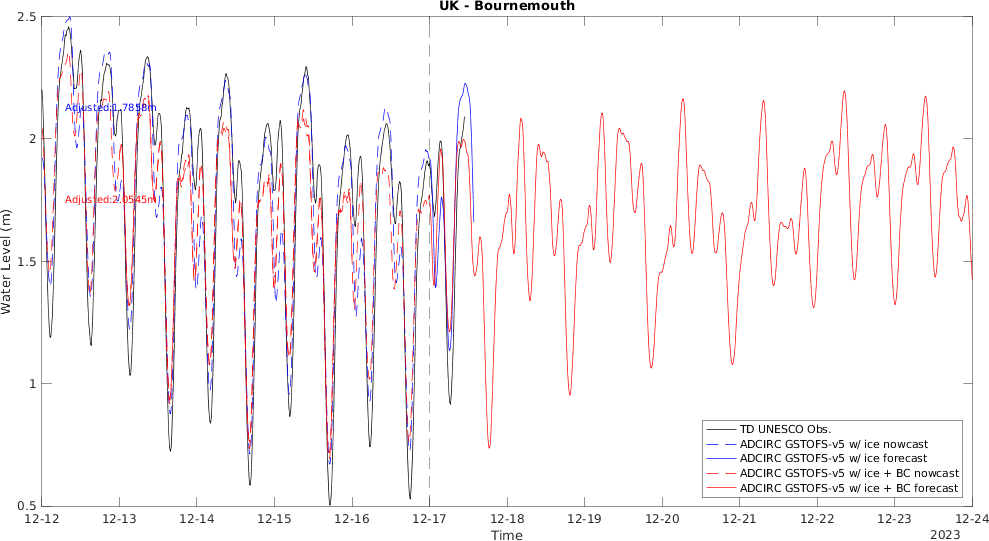 UK - Bournemouth
2.5
2
1.5
1
0.5
Water Level (m)
Adjusted:1.7858m
Adjusted:2.0545m
TD UNESCO Obs.
ADCIRC GSTOFS-v5 w/ ice nowcast
ADCIRC GSTOFS-v5 w/ ice forecast
ADCIRC GSTOFS-v5 w/ ice + BC nowcast
ADCIRC GSTOFS-v5 w/ ice + BC forecast
12-12 12-13 12-14 12-15 12-16 12-17 12-18 12-19 12-20 12-21 12-22 12-23 12-24
Time
2023